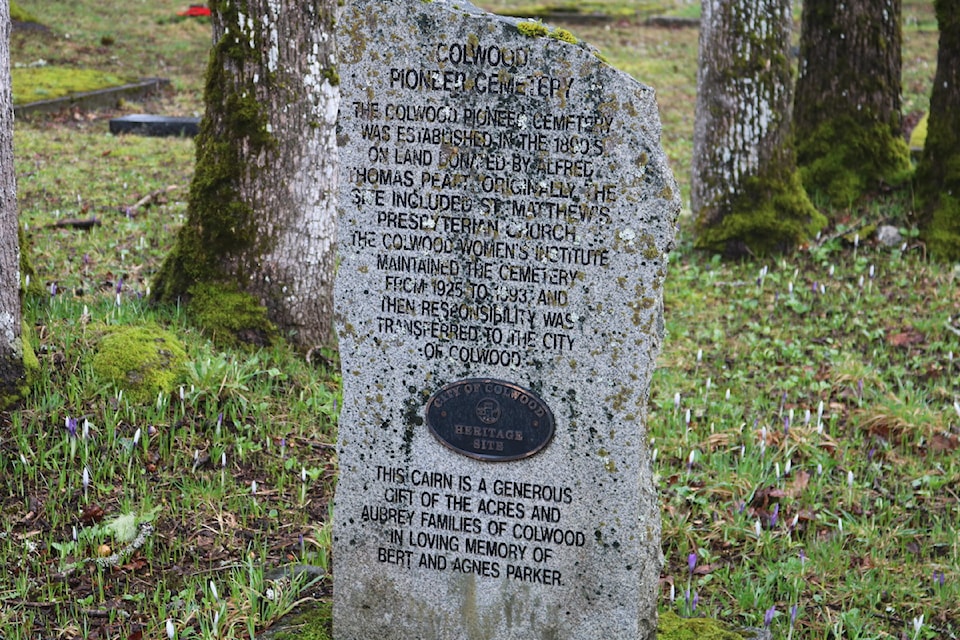 COLWOOD
PIONEER CEMETERY
THE COLWOOD PIONEER CEMETERY
WAS ESTABLISHED IN THE 1890'S
ON LAND DONATED BY ALFRED
THOMAS PEATT. ORIGINALLY, THE
SITE INCLUDED ST. MATTHEW'S
PRESBYTERIAN CHURCH.
THE COLWOOD WOMEN'S INSTITUTE
MAINTAINED THE CEMETERY
FROM 1925 TO 1993, AND
THEN RESPONSIBILITY WAS
TRANSFERRED TO THE CITY
OF COLWOOD.
CITY OF COLWOOD
HERITAGE
SITE
THIS CAIRN IS A GENEROUS
GIFT OF THE ACRES AND
AUBREY FAMILIES OF COLWOOD
IN LOVING MEMORY OF
BERT AND AGNES PARKER.